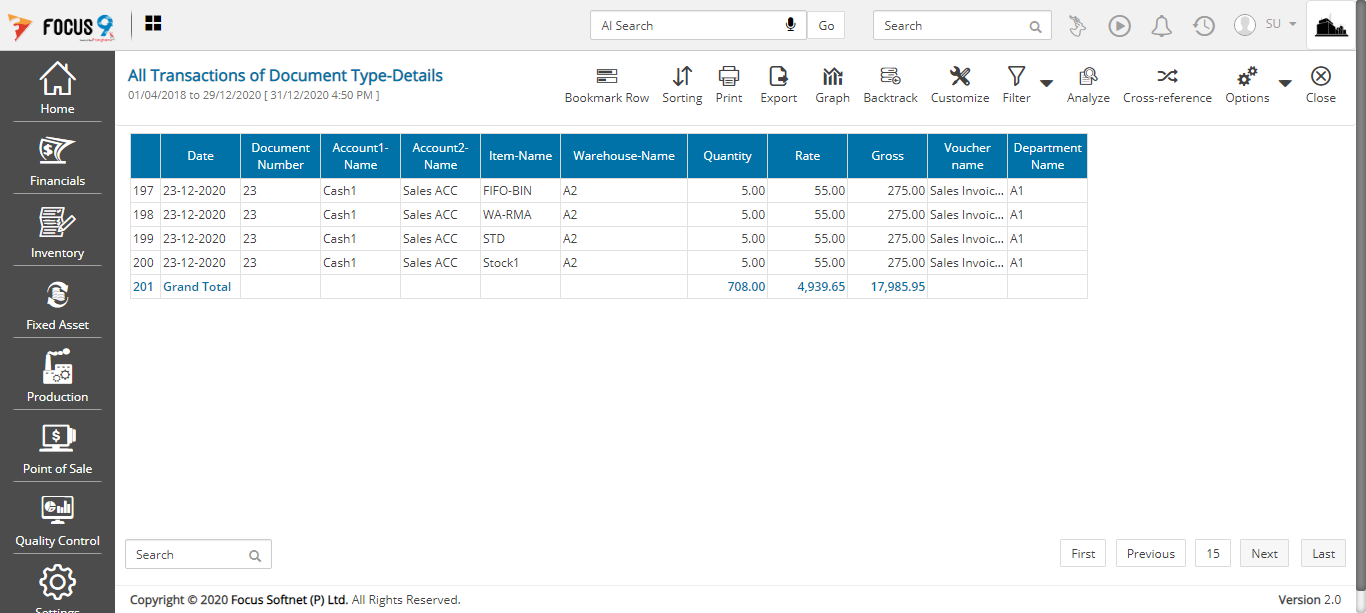 FOCUS 9
AI Search
Go
Search
SU
Home
Financials
Inventory
Fixed Asset
Production
Point of Sale
Quality Control
Settings
All Transactions of Document Type-Details
01/04/2018 to 29/12/2020 [ 31/12/2020 4:50 PM ]
Bookmark Row Sorting Print Export Graph Backtrack Customize Filter Analyze Cross-reference Options Close
Date Document Number Account1-Name Account2-Name Item-Name Warehouse-Name Quantity Rate Gross Voucher name Department Name
197 23-12-2020 23 Cash1 Sales ACC FIFO-BIN A2 5.00 55.00 275.00 Sales Invoic... A1
198 23-12-2020 23 Cash1 Sales ACC WA-RMA A2 5.00 55.00 275.00 Sales Invoic... A1
199 23-12-2020 23 Cash1 Sales ACC STD A2 5.00 55.00 275.00 Sales Invoic... A1
200 23-12-2020 23 Cash1 Sales ACC Stock1 A2 5.00 55.00 275.00 Sales Invoic... A1
201 Grand Total 708.00 4,939.65 17,985.95
Search
First Previous 15 Next Last
Copyright © 2020 Focus Softnet (P) Ltd. All Rights Reserved.
Version 2.0